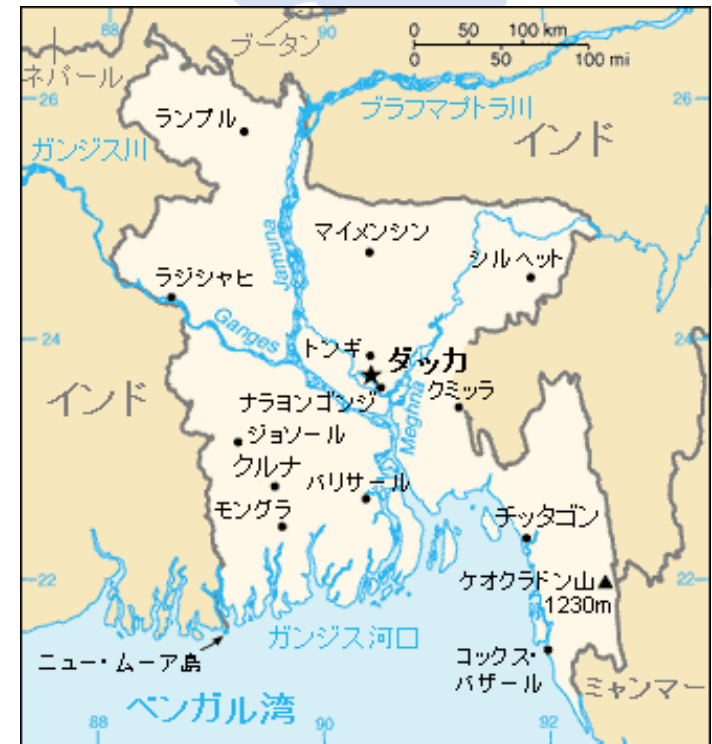 88
ブータン
90
0 50 100 km
0 50 100 mi
ネパール
26
ランプル
ブラフマプトラ川
26
インド
ガンジス川
Jamuna
マイメンシン
シルヘット
ラジシャヒ
Ganges
24
トンギ
ダッカ
24
インド
ナラヨンゴンジ
クミッラ
Meghna
ジョソール
クルナ
バリサール
モングラ
チッタゴン
22
ケオクラドン山
1230m
22
ガンジス河口
ニュー・ムーア島
コックス・
バザール
ミャンマー
ベンガル湾
88
90
92